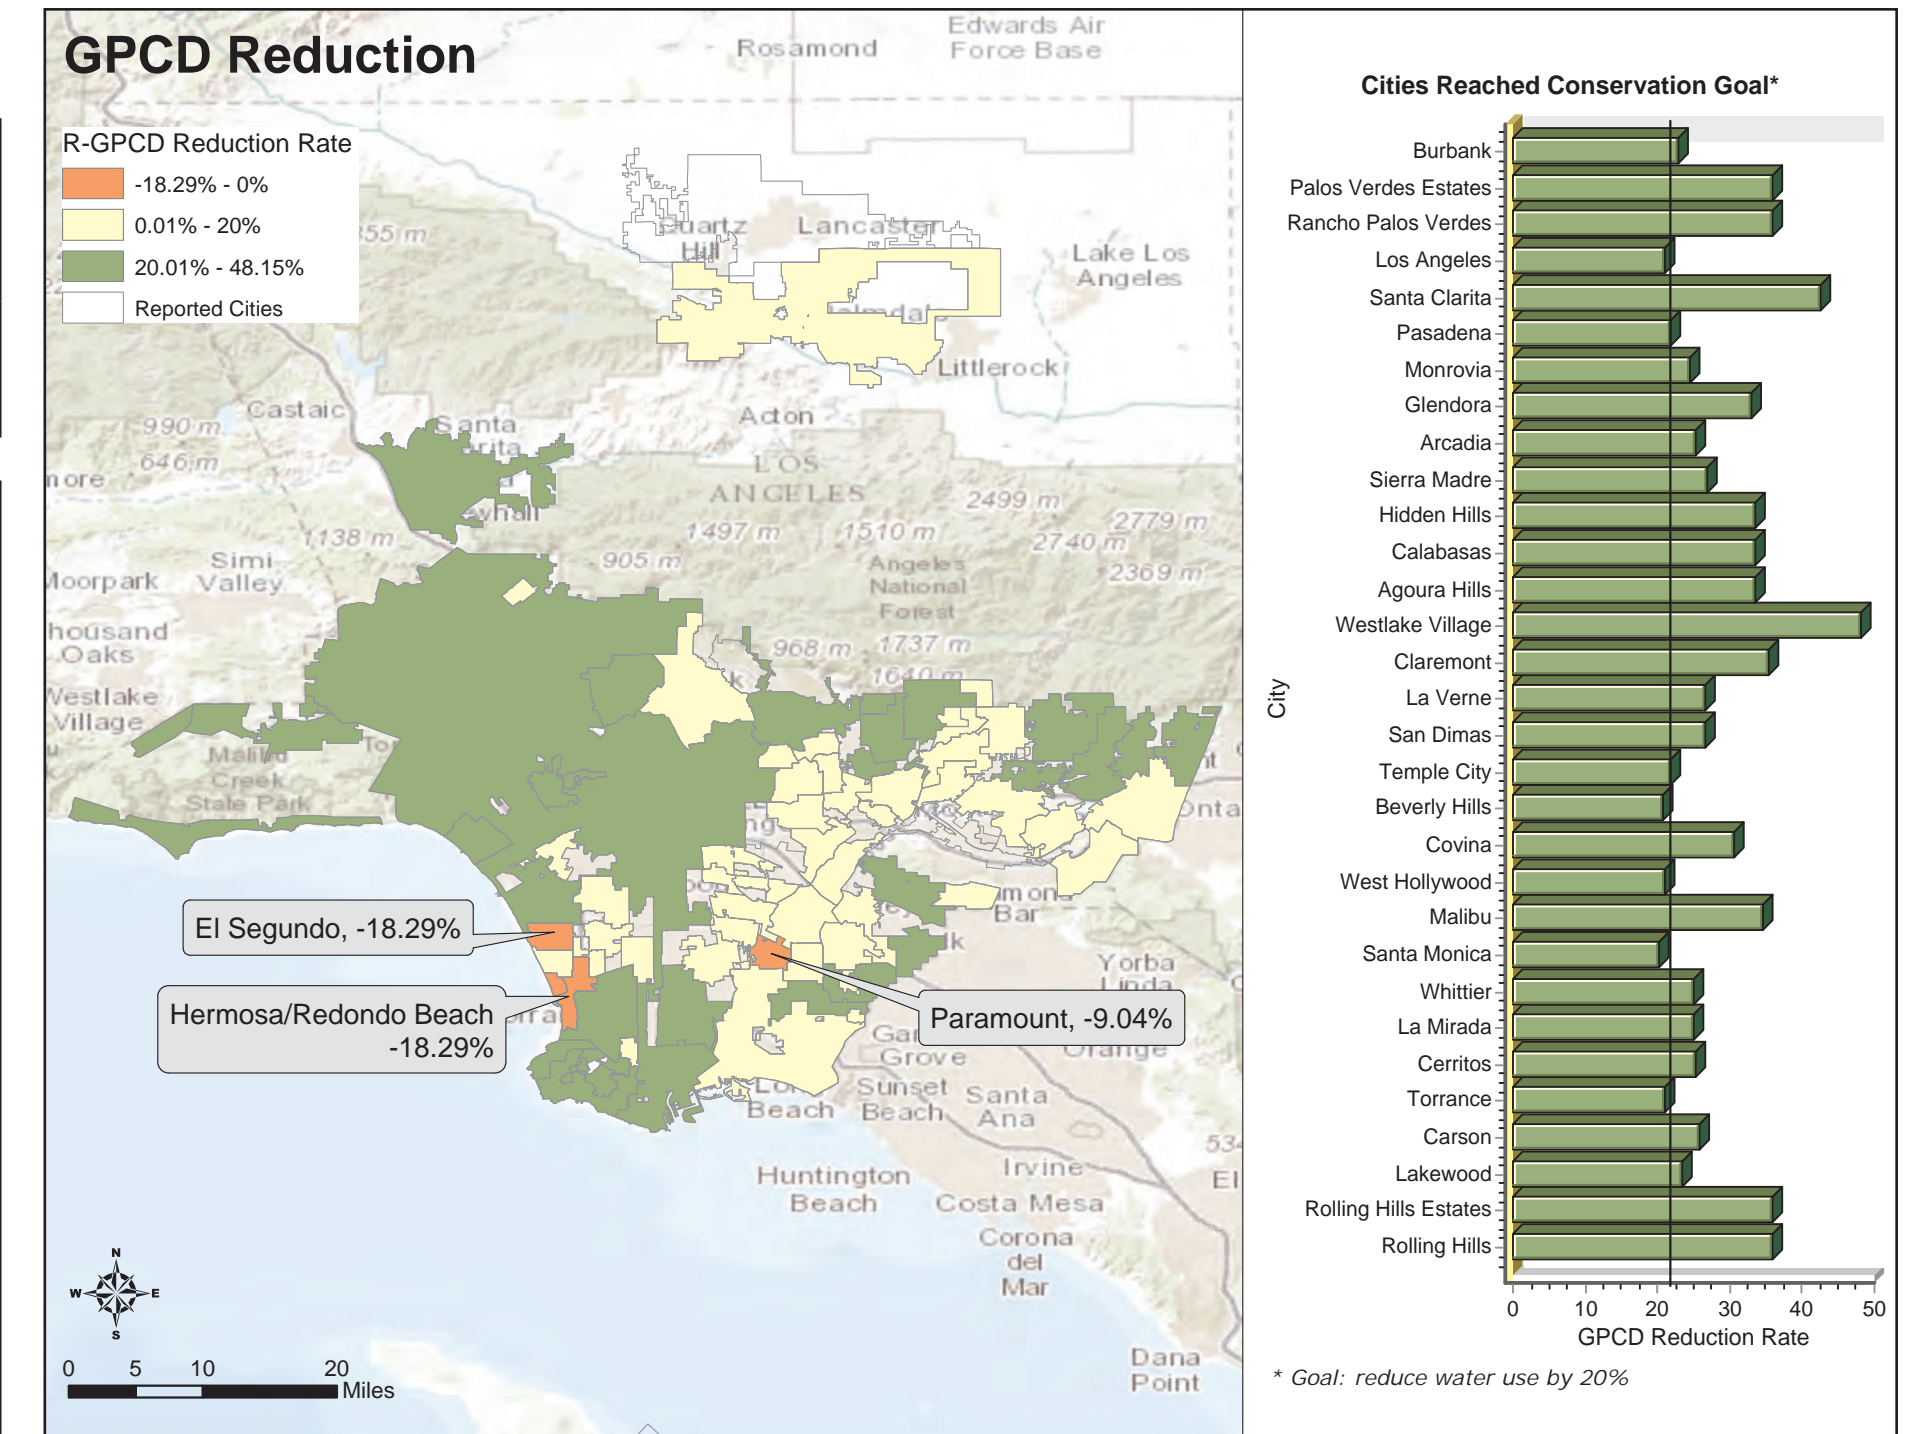 GPCD Reduction
R-GPCD Reduction Rate
-18.29% - 0%
0.01% - 20%
20.01% - 48.15%
Reported Cities
Rosamond
Edwards Air
Force Base
Quartz
Hill
Lancaster
Lake Los
Angeles
Littlerock
Castaic
Acton
Santa
990 m
646 m
LOS
ANGELES
2499 m
1138 m
1497 m
1510 m
2779 m
2740 m
905 m
2369 m
Simi
Valley
Moorpark
Angeles
National
Forest
968 m
1737 m
1640 m
Oaks
Westlake
Village
Malibu
Creek
State Park
Bar
Yorba
Linda
El Segundo, -18.29%
Hermosa/Redondo Beach
-18.29%
Paramount, -9.04%
Grove
Orange
Beach
Sunset
Beach
Santa
Ana
Huntington
Beach
Irvine
Costa Mesa
Corona
del
Mar
Dana
Point
N
W
E
S
0
5
10
20
Miles
Cities Reached Conservation Goal*
City
Burbank
Palos Verdes Estates
Rancho Palos Verdes
Los Angeles
Santa Clarita
Pasadena
Monrovia
Glendora
Arcadia
Sierra Madre
Hidden Hills
Calabasas
Agoura Hills
Westlake Village
Claremont
La Verne
San Dimas
Temple City
Beverly Hills
Covina
West Hollywood
Malibu
Santa Monica
Whittier
La Mirada
Cerritos
Torrance
Carson
Lakewood
Rolling Hills Estates
Rolling Hills
0 10 20 30 40 50
GPCD Reduction Rate
* Goal: reduce water use by 20%